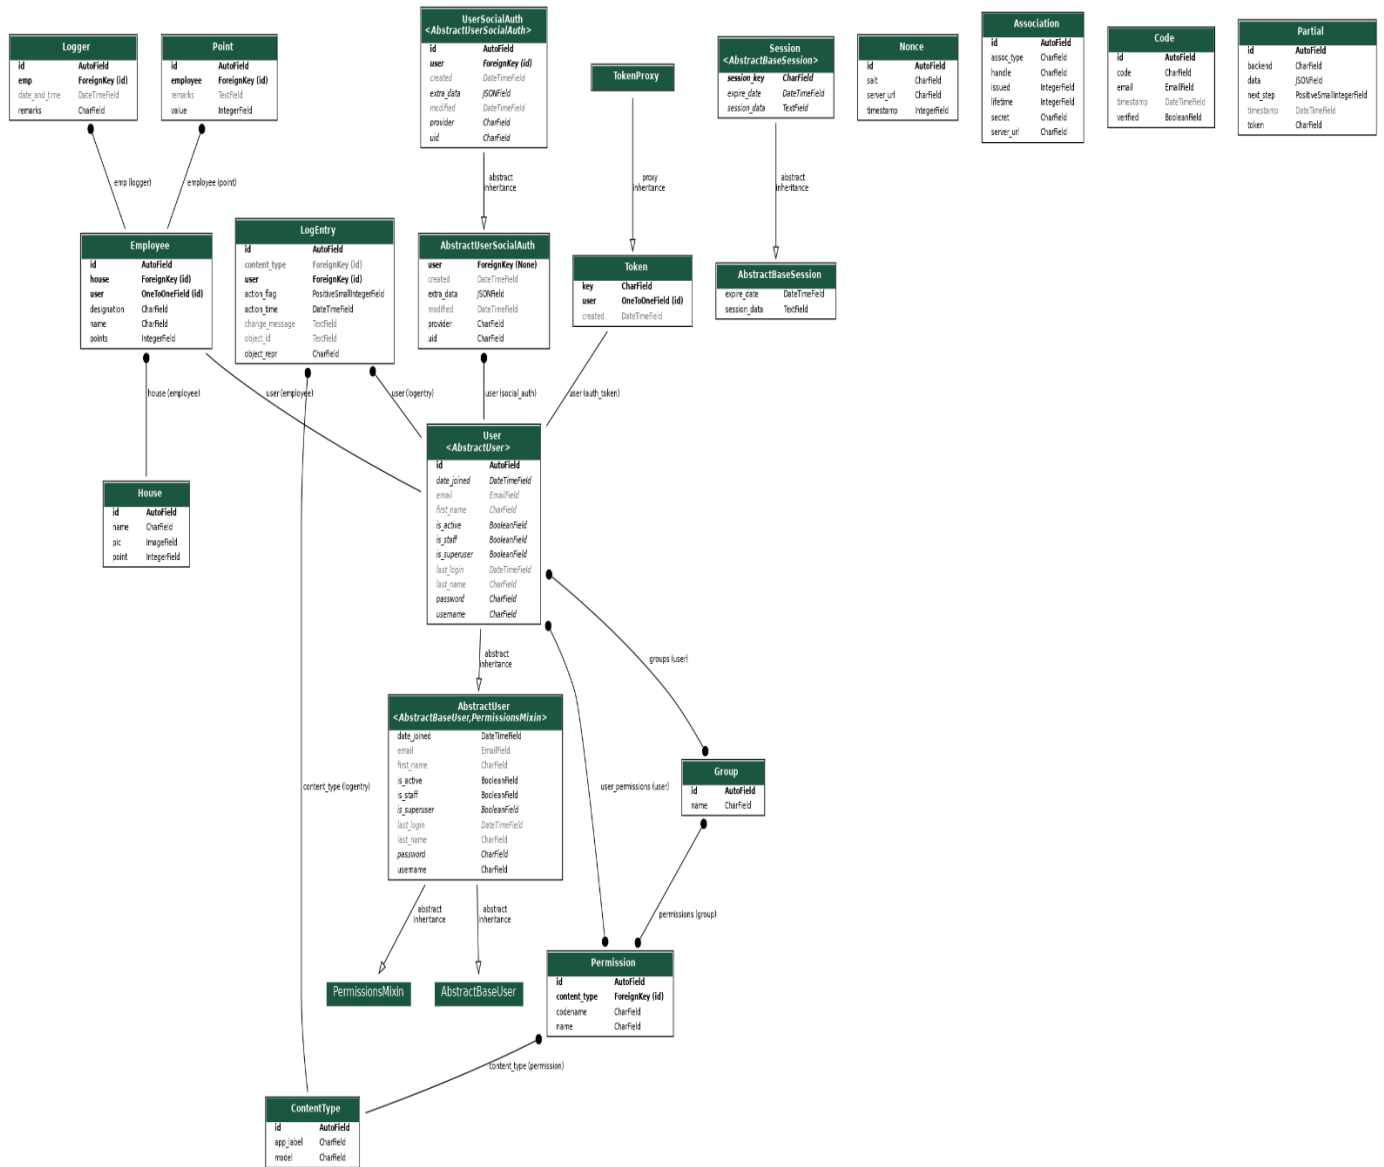 Logger
id AutoField
emp ForeignKey (id)
date_and_time DateTimeField
remarks CharField
Point
id AutoField
employee ForeignKey (id)
remarks TextField
value IntegerField
UserSocialAuth
<AbstractUserSocialAuth>
id AutoField
user ForeignKey (id)
created DateTimeField
extra_data JSONField
modified DateTimeField
provider CharField
uid CharField
TokenProxy
Session
<AbstractBaseSession>
session_key CharField
expire_date DateTimeField
session_data TextField
Nonce
id AutoField
salt CharField
server_url CharField
timestamp IntegerField
Association
id AutoField
assoc_type CharField
handle CharField
issued IntegerField
lifetime IntegerField
secret CharField
server_url CharField
Code
id AutoField
code CharField
email EmailField
timestamp DateTimeField
verified BooleanField
Partial
id AutoField
backend CharField
data JSONField
next_step PositiveSmallIntegerField
timestamp DateTimeField
token CharField
emp (logger)
employee (point)
abstract
inheritance
proxy
inheritance
abstract
inheritance
Employee
id AutoField
house ForeignKey (id)
user OneToOneField (id)
designation CharField
name CharField
points IntegerField
LogEntry
id AutoField
content_type ForeignKey (id)
user ForeignKey (id)
action_flag PositiveSmallIntegerField
action_time DateTimeField
change_message TextField
object_id TextField
object_repr CharField
AbstractUserSocialAuth
user ForeignKey (None)
created DateTimeField
extra_data JSONField
modified DateTimeField
provider CharField
uid CharField
Token
key CharField
user OneToOneField (id)
created DateTimeField
AbstractBaseSession
expire_date DateTimeField
session_data TextField
house (employee)
user (employee)
user (logentry)
user (social_auth)
user (auth_token)
House
id AutoField
name CharField
pic ImageField
point IntegerField
User
<AbstractUser>
id AutoField
date_joined DateTimeField
email EmailField
first_name CharField
is_active BooleanField
is_staff BooleanField
is_superuser BooleanField
last_login DateTimeField
last_name CharField
password CharField
username CharField
abstract
inheritance
groups (user)
AbstractUser
<AbstractBaseUser,PermissionsMixin>
date_joined DateTimeField
email EmailField
first_name CharField
is_active BooleanField
is_staff BooleanField
is_superuser BooleanField
last_login DateTimeField
last_name CharField
password CharField
username CharField
content_type (logentry)
user_permissions (user)
Group
id AutoField
name CharField
abstract
inheritance
abstract
inheritance
permissions (group)
PermissionsMixin
AbstractBaseUser
Permission
id AutoField
content_type ForeignKey (id)
codename CharField
name CharField
content_type (permission)
ContentType
id AutoField
app_label CharField
model CharField